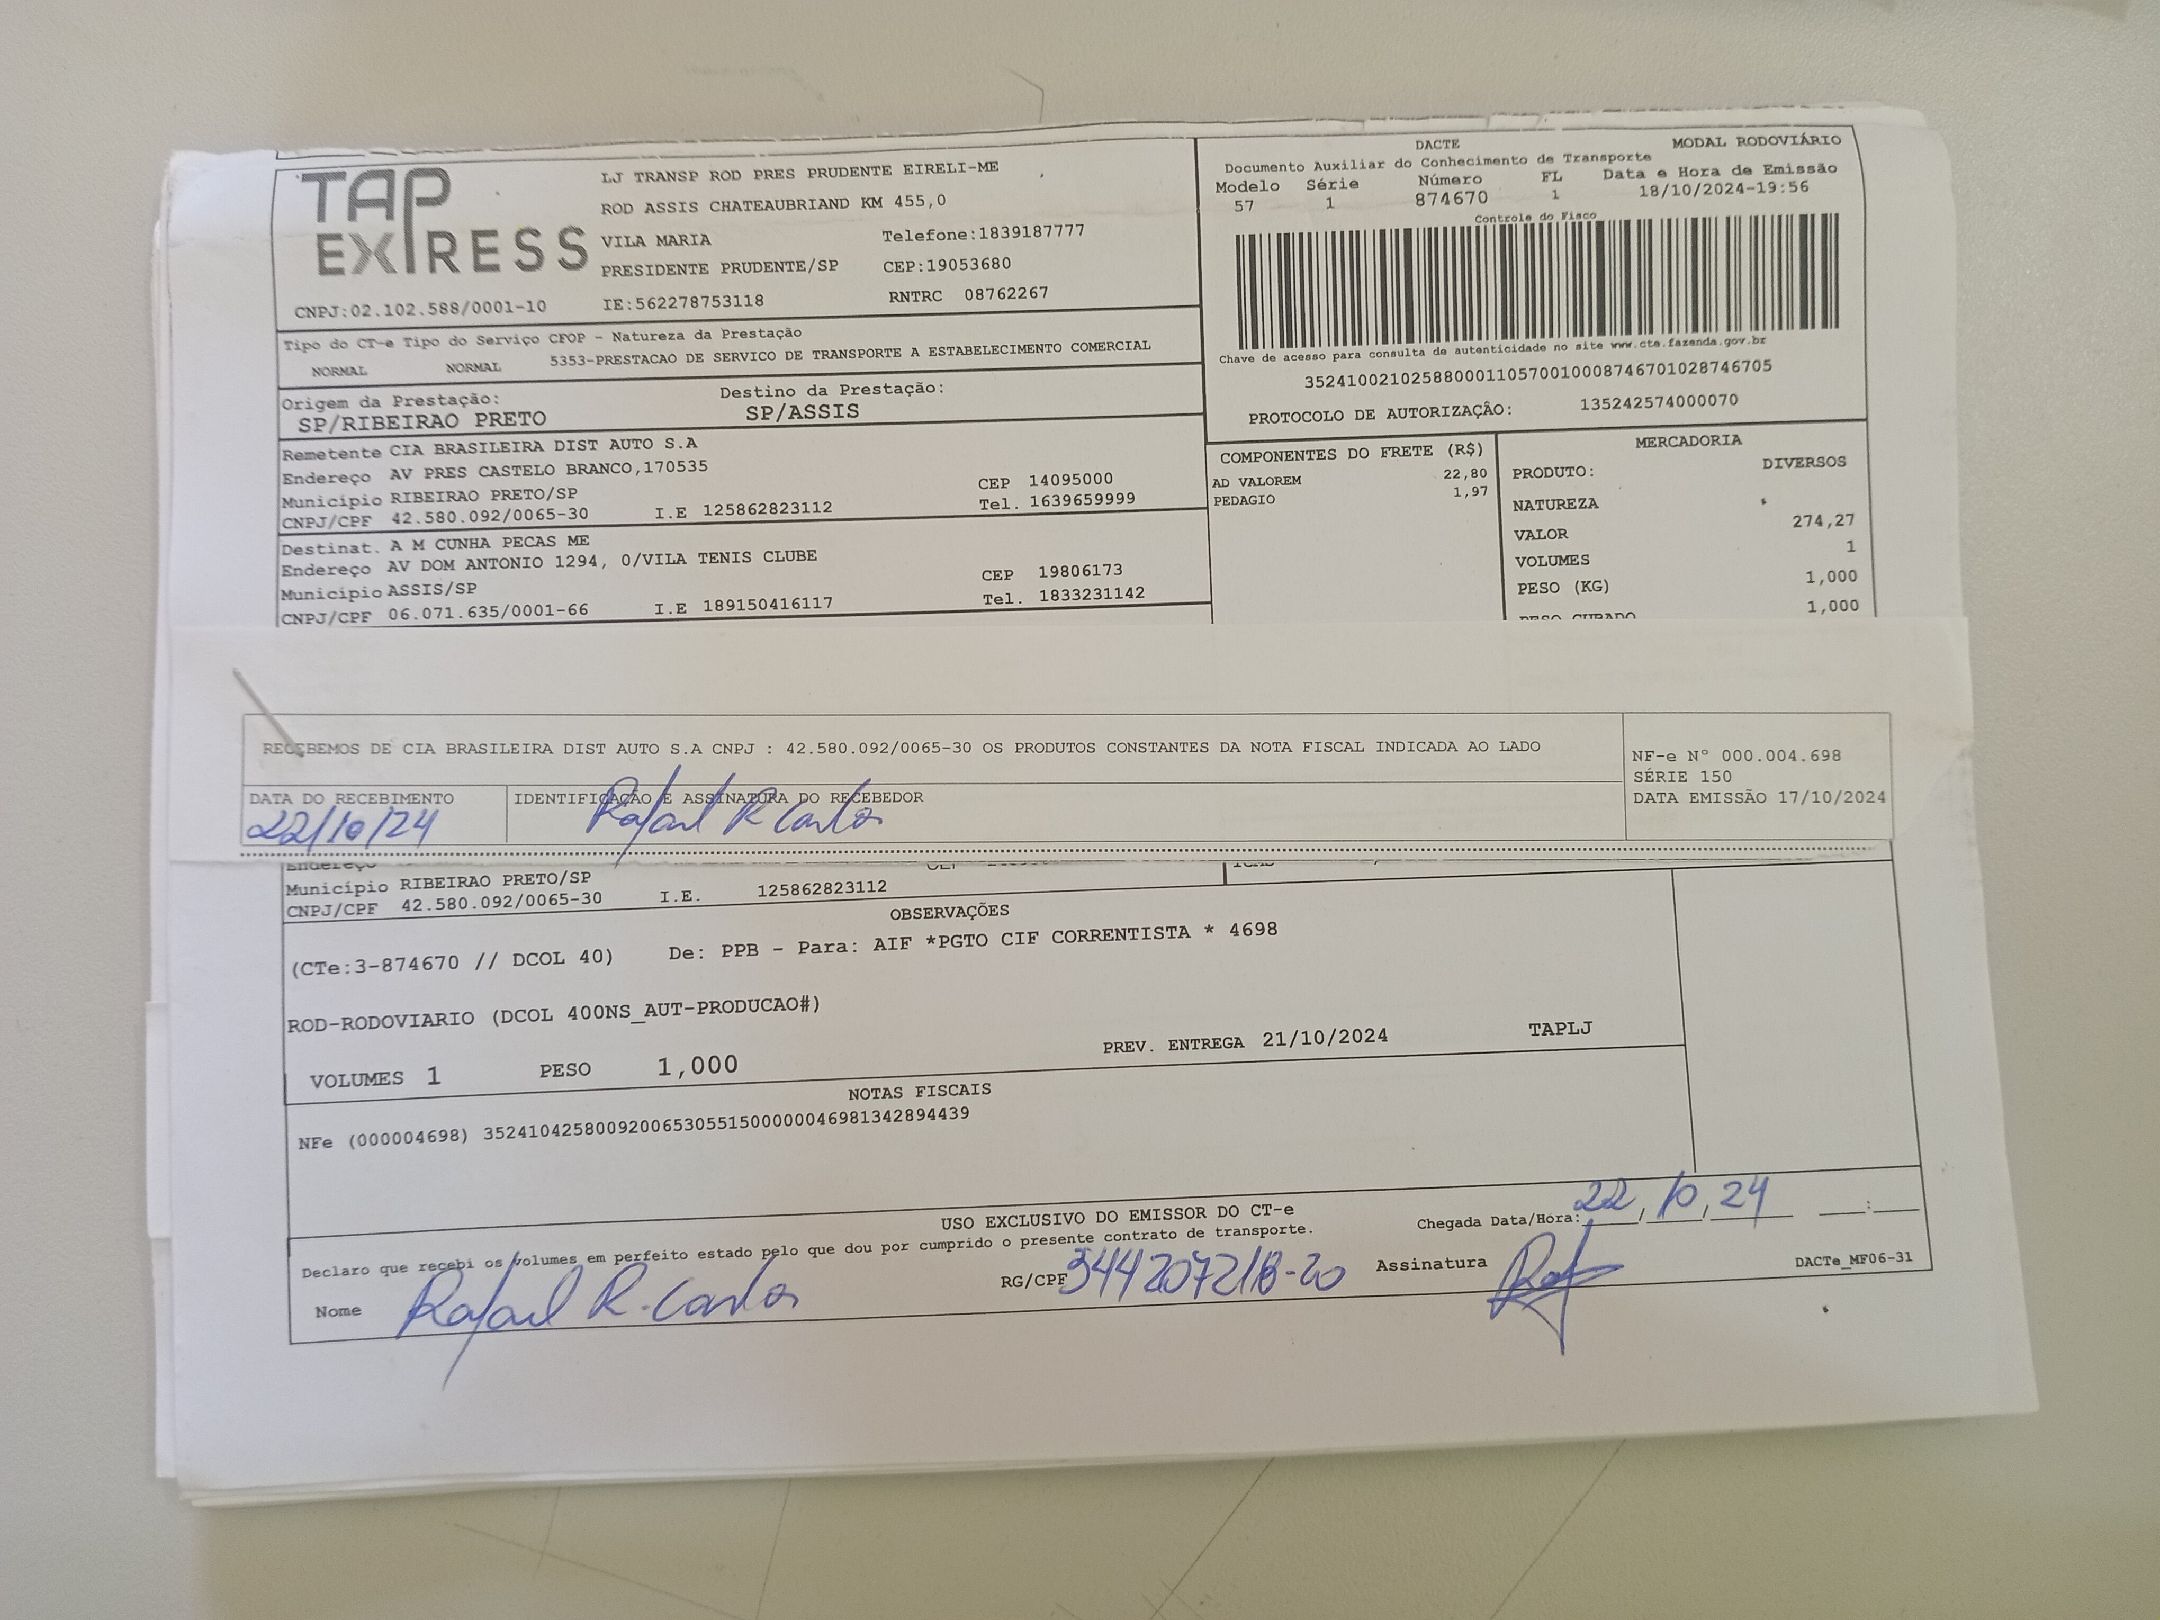 TAP EXPRESS
LJ TRANSP ROD PRES PRUDENTE EIRELI-ME
ROD ASSIS CHATEAUBRIAND KM 455,0
VILA MARIA Telefone:1839187777
PRESIDENTE PRUDENTE/SP CEP:19053680
CNPJ:02.102.588/0001-10 IE:562278753118 RNTRC 08762267
DACTE MODAL RODOVIÁRIO
Documento Auxiliar do Conhecimento de Transporte
Modelo Série Número FL Data e Hora de Emissão
57 1 874670 1 18/10/2024-19:56
Controle do Fisco
Chave de acesso para consulta de autenticidade no site www.cte.fazenda.gov.br
35241002102588000110570010008746701028746705
PROTOCOLO DE AUTORIZAÇÃO: 135242574000070
Tipo do CT-e Tipo do Serviço CFOP - Natureza da Prestação
NORMAL NORMAL 5353-PRESTACAO DE SERVICO DE TRANSPORTE A ESTABELECIMENTO COMERCIAL
Origem da Prestação: Destino da Prestação:
SP/RIBEIRAO PRETO SP/ASSIS
Remetente CIA BRASILEIRA DIST AUTO S.A
Endereço AV PRES CASTELO BRANCO,170535
Município RIBEIRAO PRETO/SP CEP 14095000
CNPJ/CPF 42.580.092/0065-30 I.E 125862823112 Tel. 1639659999
Destinat. A M CUNHA PECAS ME
Endereço AV DOM ANTONIO 1294, 0/VILA TENIS CLUBE
Município ASSIS/SP CEP 19806173
CNPJ/CPF 06.071.635/0001-66 I.E 189150416117 Tel. 1833231142
COMPONENTES DO FRETE (R$)
AD VALOREM 22,80
PEDAGIO 1,97
MERCADORIA
PRODUTO: DIVERSOS
NATUREZA
VALOR 274,27
VOLUMES 1
PESO (KG) 1,000
PESO CUBADO 1,000
RECEBEMOS DE CIA BRASILEIRA DIST AUTO S.A CNPJ : 42.580.092/0065-30 OS PRODUTOS CONSTANTES DA NOTA FISCAL INDICADA AO LADO
NF-e N° 000.004.698
SÉRIE 150
DATA EMISSÃO 17/10/2024
DATA DO RECEBIMENTO IDENTIFICAÇÃO E ASSINATURA DO RECEBEDOR
22/10/24 Rafael R Carlos
Endereço
Município RIBEIRAO PRETO/SP
CNPJ/CPF 42.580.092/0065-30 I.E. 125862823112
OBSERVAÇÕES
(CTe:3-874670 // DCOL 40) De: PPB - Para: AIF *PGTO CIF CORRENTISTA * 4698
ROD-RODOVIARIO (DCOL 400NS_AUT-PRODUCAO#)
VOLUMES 1 PESO 1,000 PREV. ENTREGA 21/10/2024 TAPLJ
NOTAS FISCAIS
NFe (000004698) 35241042580092006530551500000046981342894439
USO EXCLUSIVO DO EMISSOR DO CT-e
Declaro que recebi os volumes em perfeito estado pelo que dou por cumprido o presente contrato de transporte.
Chegada Data/Hora: 22/10/24 :
Nome Rafael R. Carlos RG/CPF 344207218-20 Assinatura Raf
DACTe_MF06-31